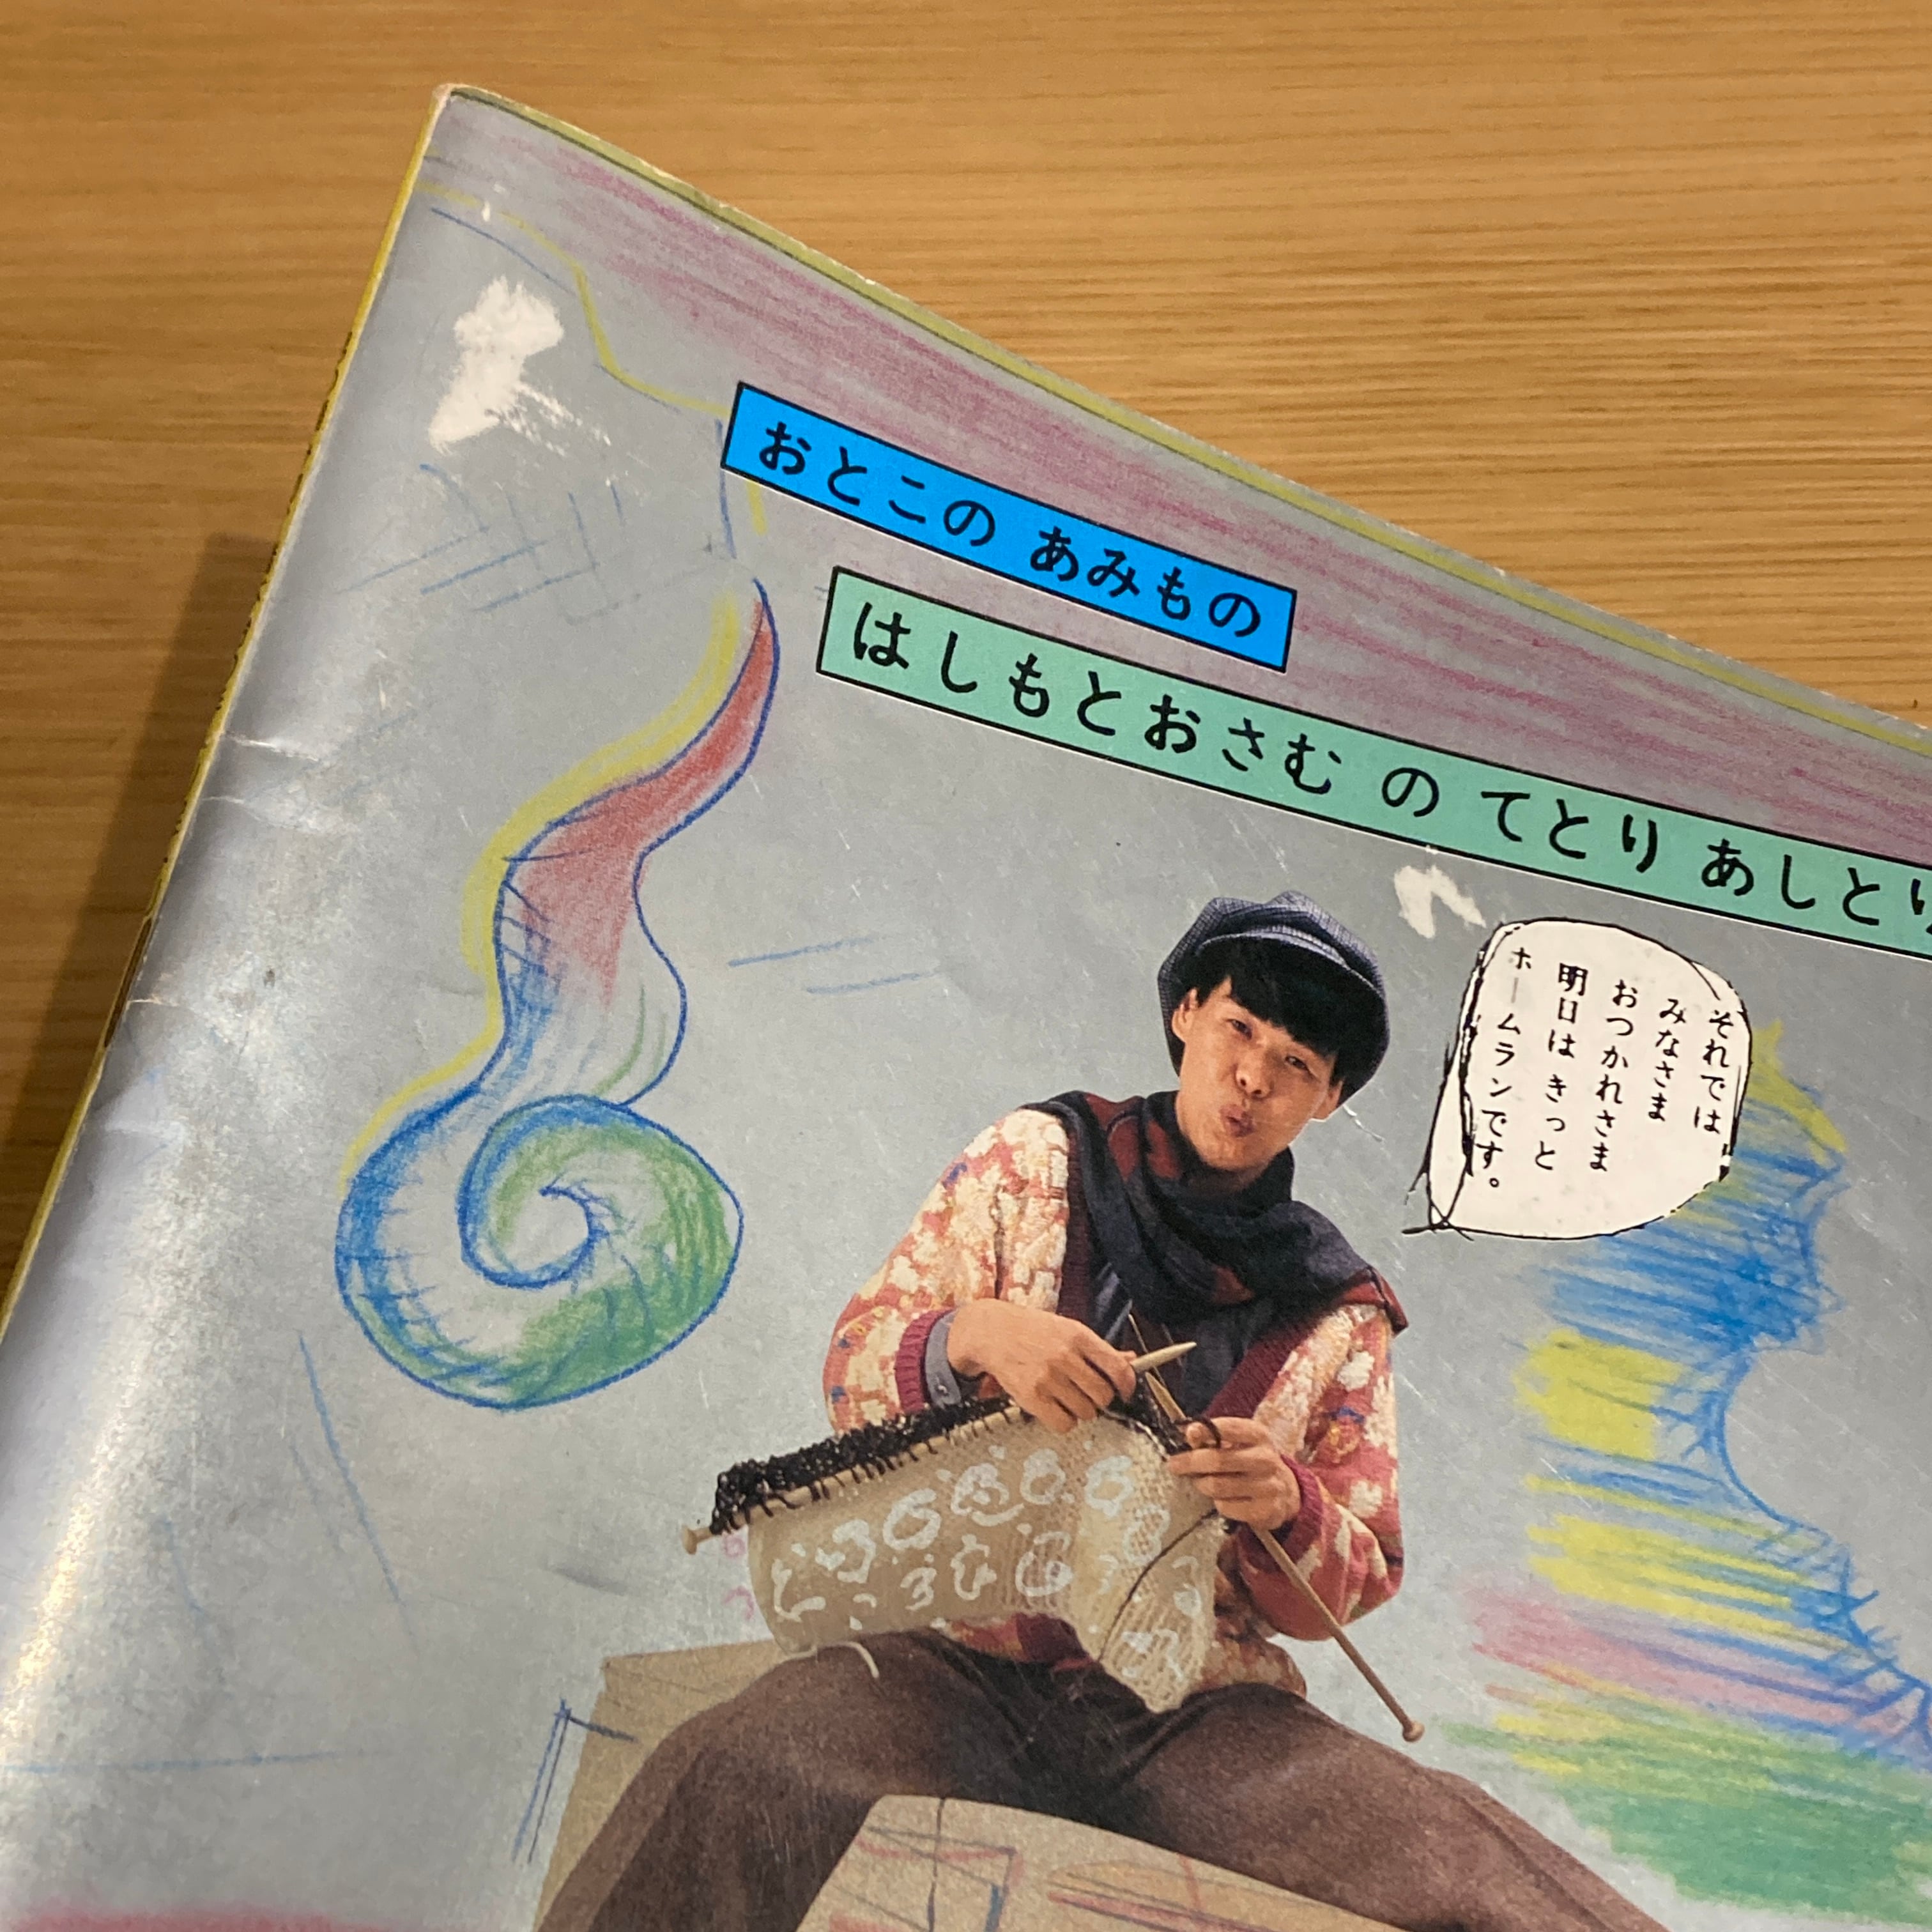 おとこの あみもの
はしもとおさむ の てとり あしとり
それでは
みなさま
おつかれさま
明日は きっと
ホームランです。